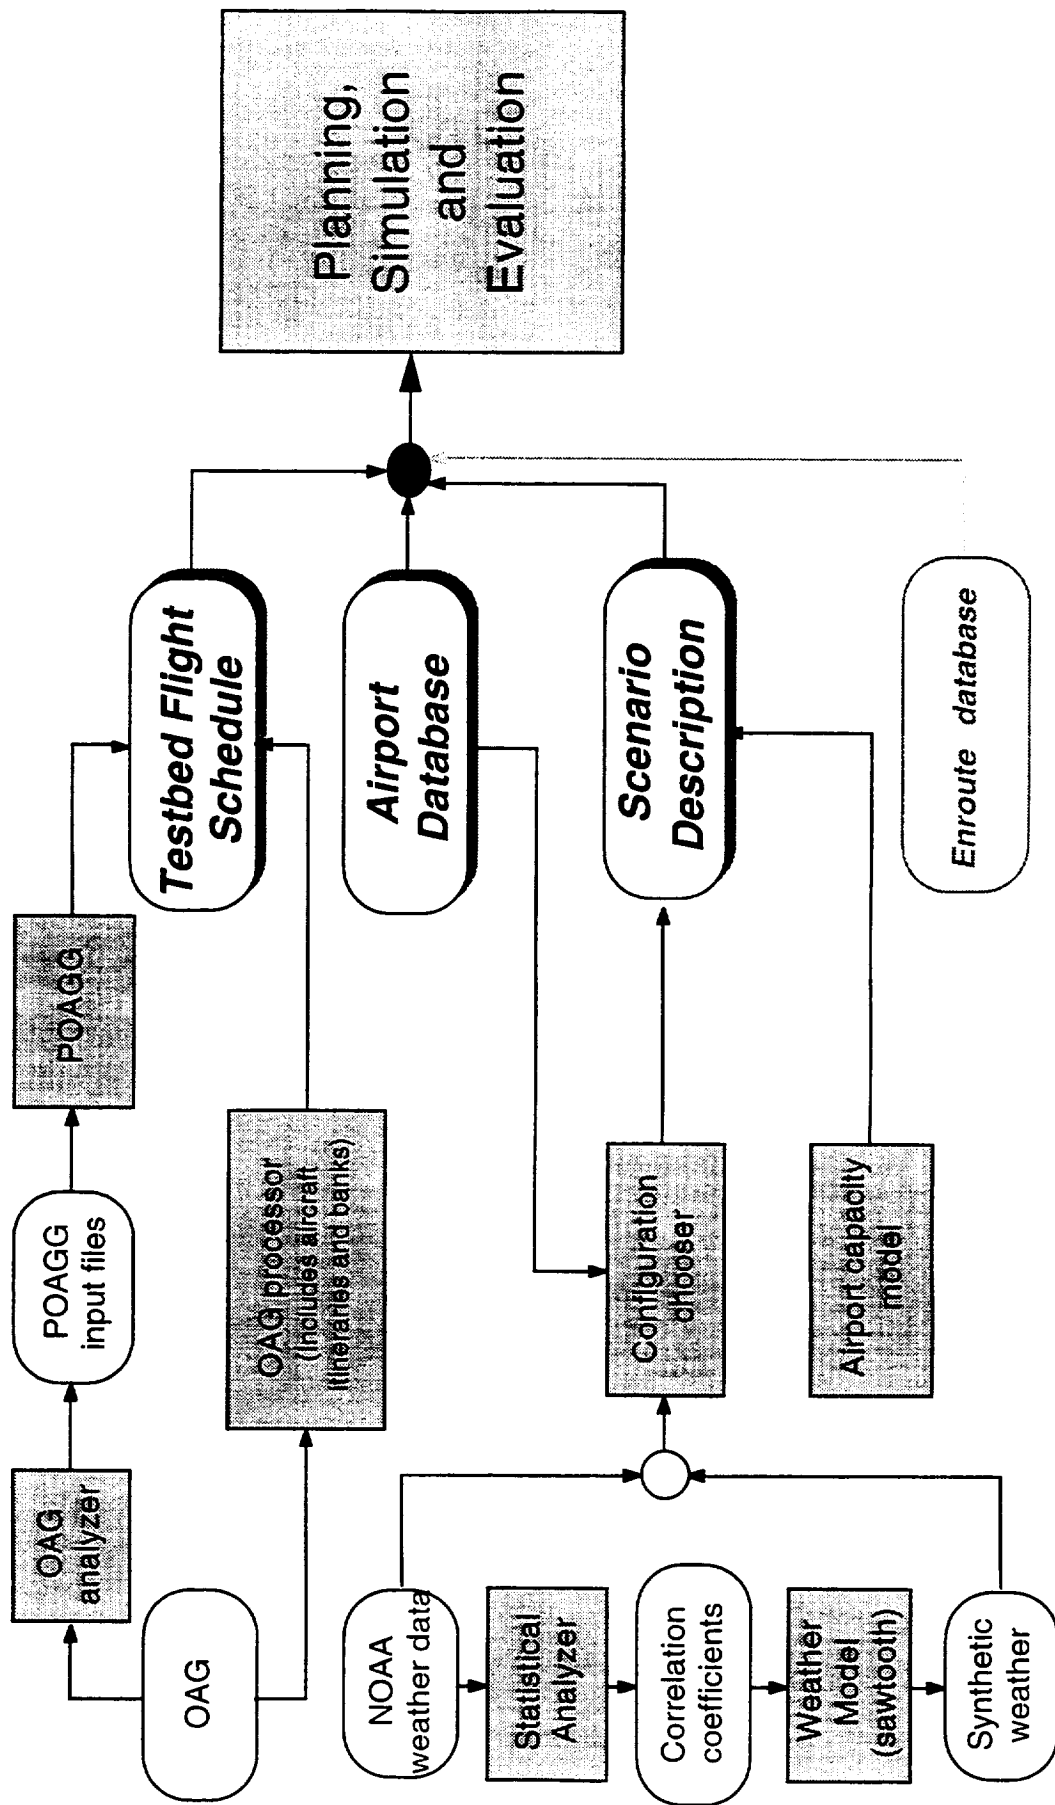 OAG
OAG
analyzer
POAGG
input files
POAGG
OAG processor
(Includes aircraft
itineraries and banks)
Testbed Flight
Schedule
Airport
Database
NOAA
weather data
Statistical
Analyzer
Correlation
coefficients
Weather
Model
(sawtooth)
Synthetic
weather
Configuration
chooser
Airport capacity
model
Scenario
Description
Enroute database
Planning,
Simulation
and
Evaluation